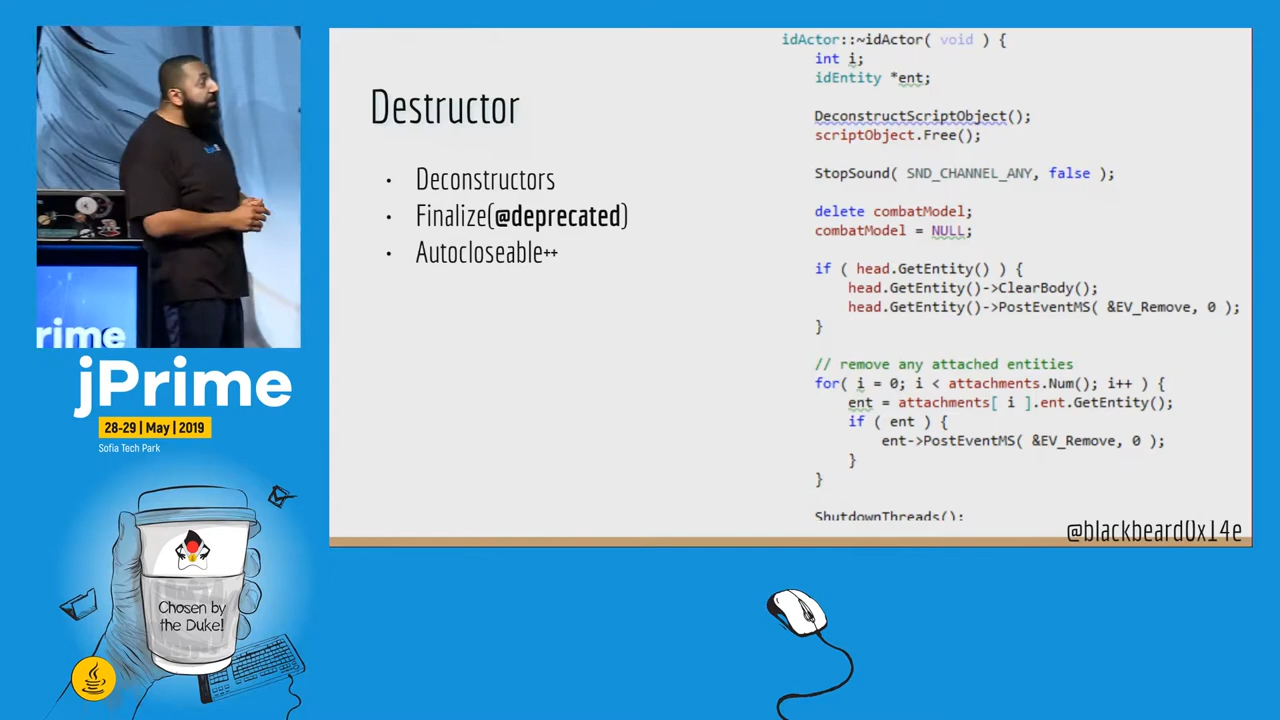 Destructor
• Deconstructors
• Finalize(@deprecated)
• Autocloseable++
idActor::~idActor( void ) {
int i;
idEntity *ent;
DeconstructScriptObject();
scriptObject.Free();
StopSound( SND_CHANNEL_ANY, false );
delete combatModel;
combatModel = NULL;
if ( head.GetEntity() ) {
head.GetEntity()->ClearBody();
head.GetEntity()->PostEventMS( &EV_Remove, 0 );
}
// remove any attached entities
for( i = 0; i < attachments.Num(); i++ ) {
ent = attachments[ i ].ent.GetEntity();
if ( ent ) {
ent->PostEventMS( &EV_Remove, 0 );
}
}
ShutdownThreads();
@blackbeard0x14e
rime
jPrime
28-29 | May | 2019
Sofia Tech Park
Chosen by
the Duke!